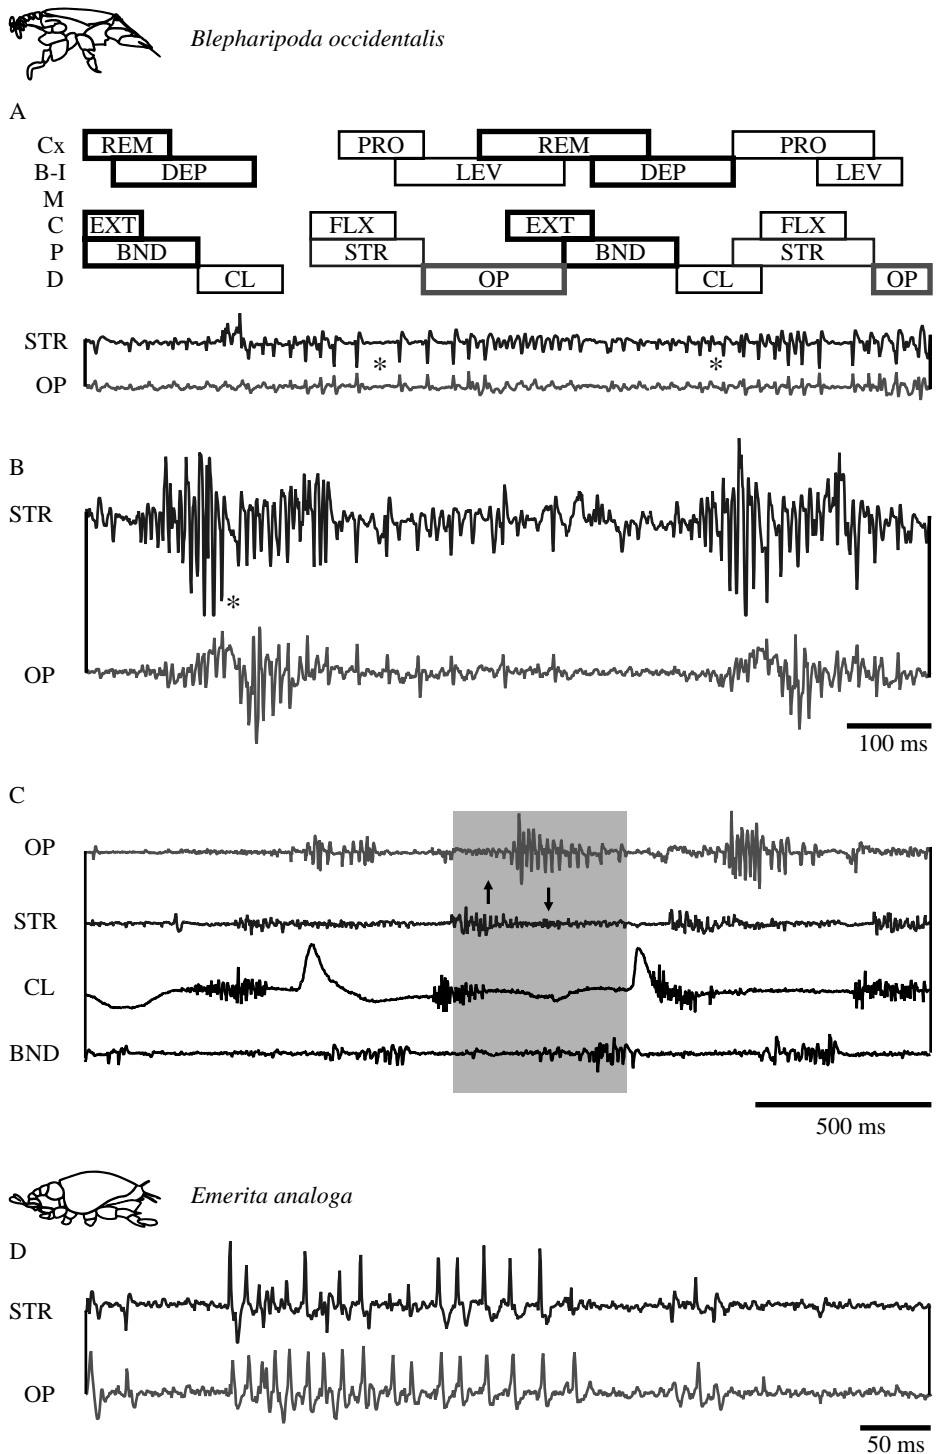 Blepharipoda occidentalis
A
Cx REM PRO REM PRO
B-I DEP LEV DEP LEV
M
C EXT FLX EXT FLX
P BND STR BND STR
D CL OP CL OP
STR
* *
OP
B
STR
*
OP
100 ms
C
OP
STR
CL
BND
500 ms
Emerita analoga
D
STR
OP
50 ms